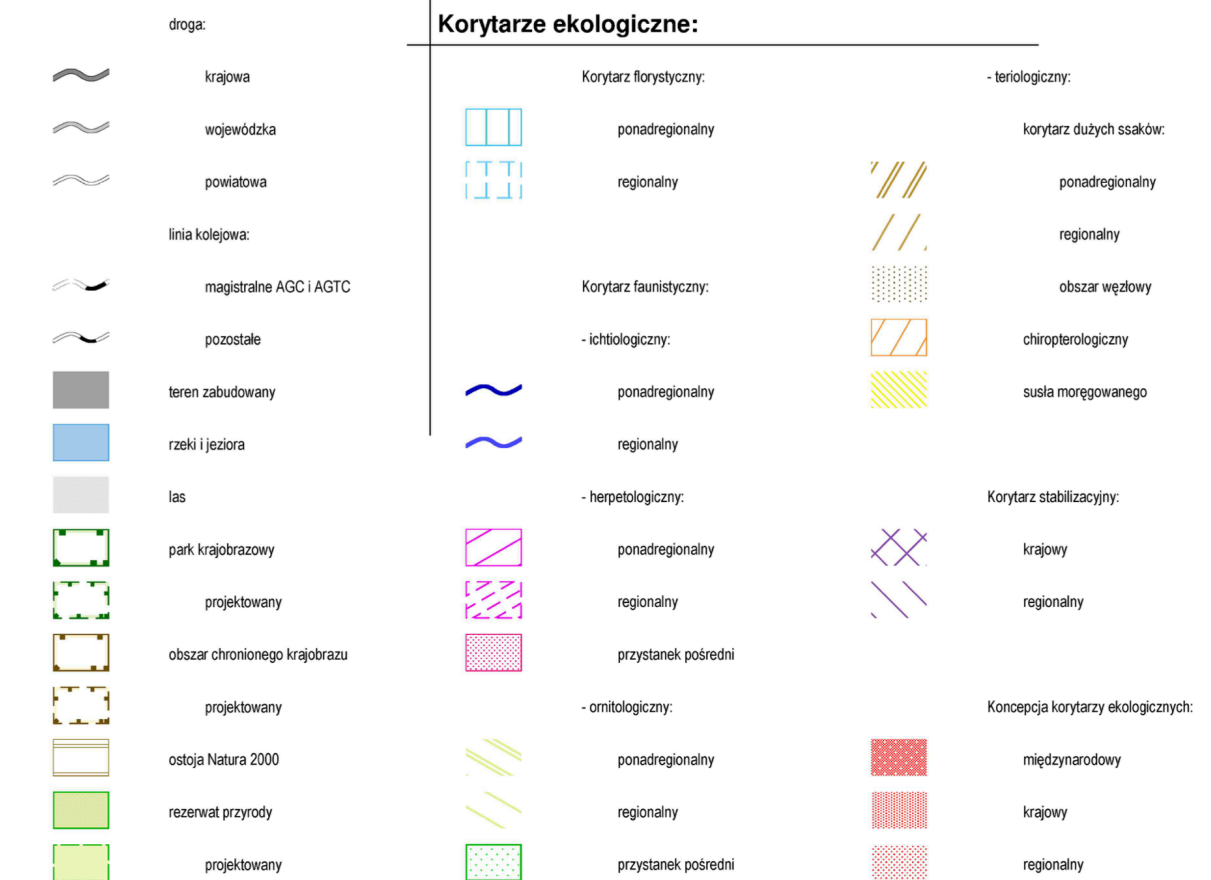 droga:
krajowa
wojewódzka
powiatowa
linia kolejowa:
magistralne AGC i AGTC
pozostałe
teren zabudowany
rzeki i jeziora
las
park krajobrazowy
projektowany
obszar chronionego krajobrazu
projektowany
ostoja Natura 2000
rezerwat przyrody
projektowany
Korytarze ekologiczne:
Korytarz florystyczny:
ponadregionalny
regionalny
Korytarz faunistyczny:
- ichtiologiczny:
ponadregionalny
regionalny
- herpetologiczny:
ponadregionalny
regionalny
przystanek pośredni
- ornitologiczny:
ponadregionalny
regionalny
przystanek pośredni
- teriologiczny:
korytarz dużych ssaków:
ponadregionalny
regionalny
obszar węzłowy
chiropterologiczny
susła moręgowanego
Korytarz stabilizacyjny:
krajowy
regionalny
Koncepcja korytarzy ekologicznych:
międzynarodowy
krajowy
regionalny